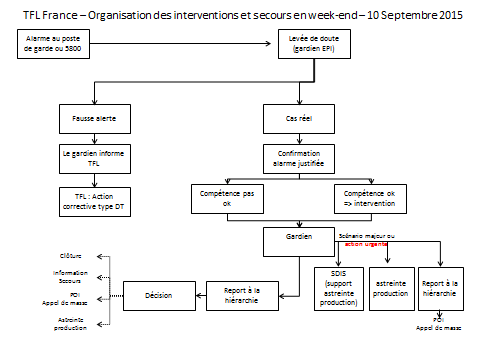 TFL France – Organisation des interventions et secours en week-end – 10 Septembre 2015
Alarme au poste
de garde ou 5800
Levée de doute
(gardien EPI)
Fausse alerte
Cas réel
Le gardien informe
TFL
Confirmation
alarme justifiée
TFL : Action
corrective type DT
Compétence pas
ok
Compétence ok
=> intervention
Gardien
Scénario majeur ou
action urgente
Clôture
Information
Secours
POI
Appel de masse
Astreinte
production
Décision
Report à la
hiérarchie
SDIS
(support
astreinte
production)
astreinte
production
Report à la
hiérarchie
POI
Appel de masse